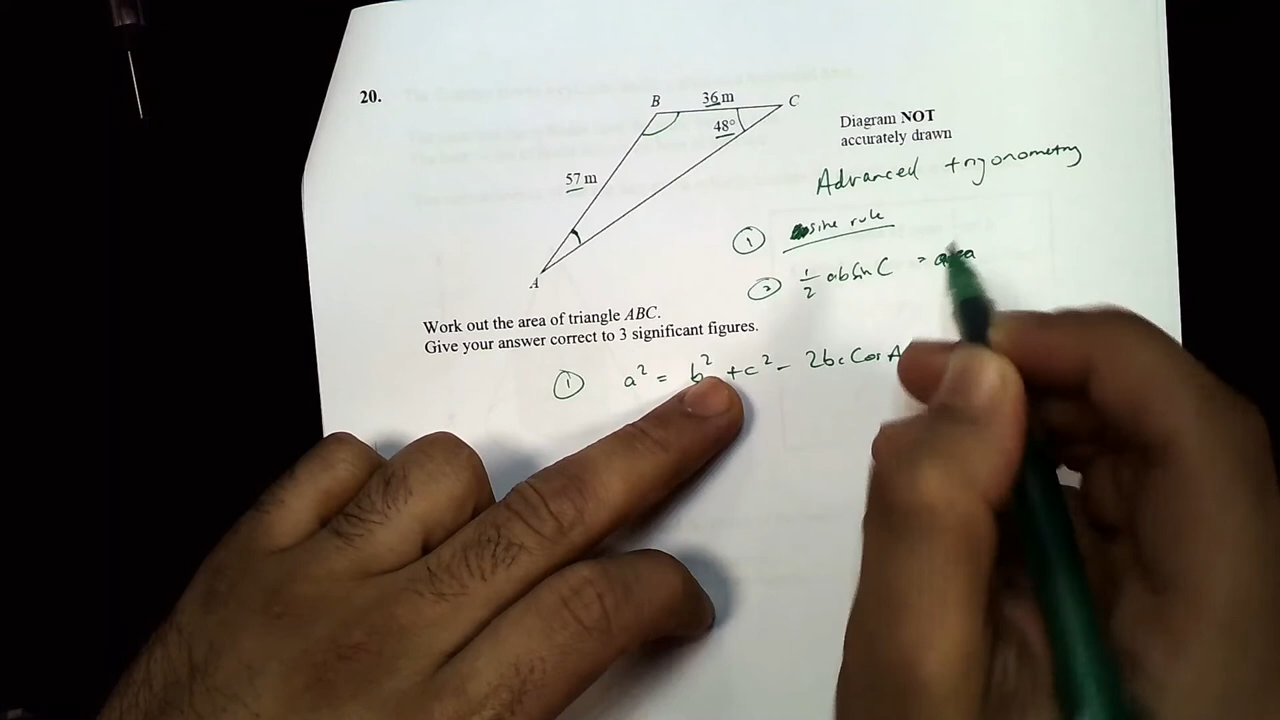 20.
B
36m
C
48°
57 m
A
Diagram NOT
accurately drawn
Advanced trigonometry
① sine rule
② 1/2 ab Sin C = area
Work out the area of triangle ABC.
Give your answer correct to 3 significant figures.
① a² = b² + c² - 2bc Cos A